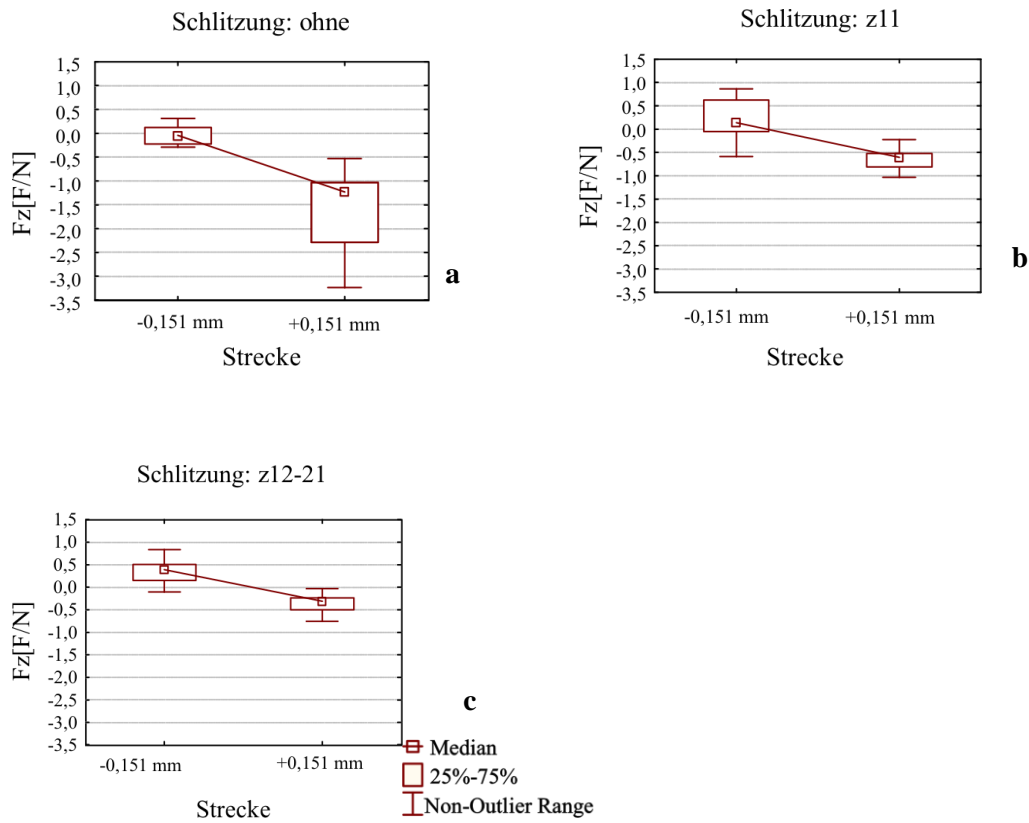 Schlitzung: ohne
1,5
1,0
0,5
0,0
-0,5
-1,0
-1,5
-2,0
-2,5
-3,0
-3,5
Fz[F/N]
-0,151 mm +0,151 mm
Strecke
a
Schlitzung: z11
1,5
1,0
0,5
0,0
-0,5
-1,0
-1,5
-2,0
-2,5
-3,0
-3,5
Fz[F/N]
-0,151 mm +0,151 mm
Strecke
b
Schlitzung: z12-21
1,5
1,0
0,5
0,0
-0,5
-1,0
-1,5
-2,0
-2,5
-3,0
-3,5
Fz[F/N]
-0,151 mm +0,151 mm
Strecke
c
Median
25%-75%
Non-Outlier Range